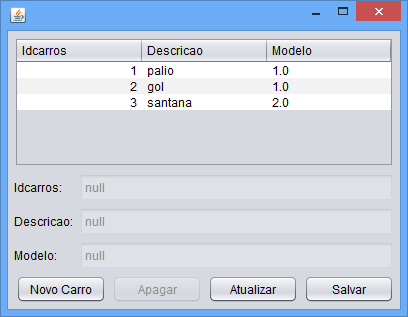 Idcarros Descricao Modelo
1 palio 1.0
2 gol 1.0
3 santana 2.0
Idcarros: null
Descricao: null
Modelo: null
Novo Carro Apagar Atualizar Salvar